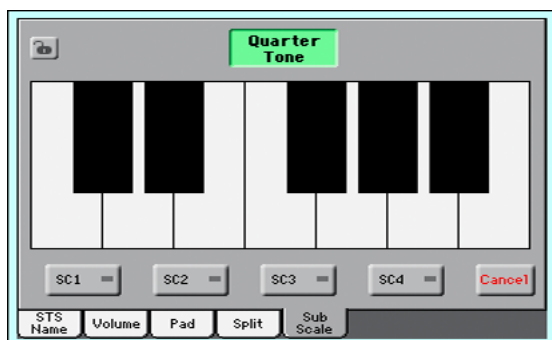 Quarter
Tone
SC1
SC2
SC3
SC4
Cancel
STS
Name
Volume
Pad
Split
Sub
Scale